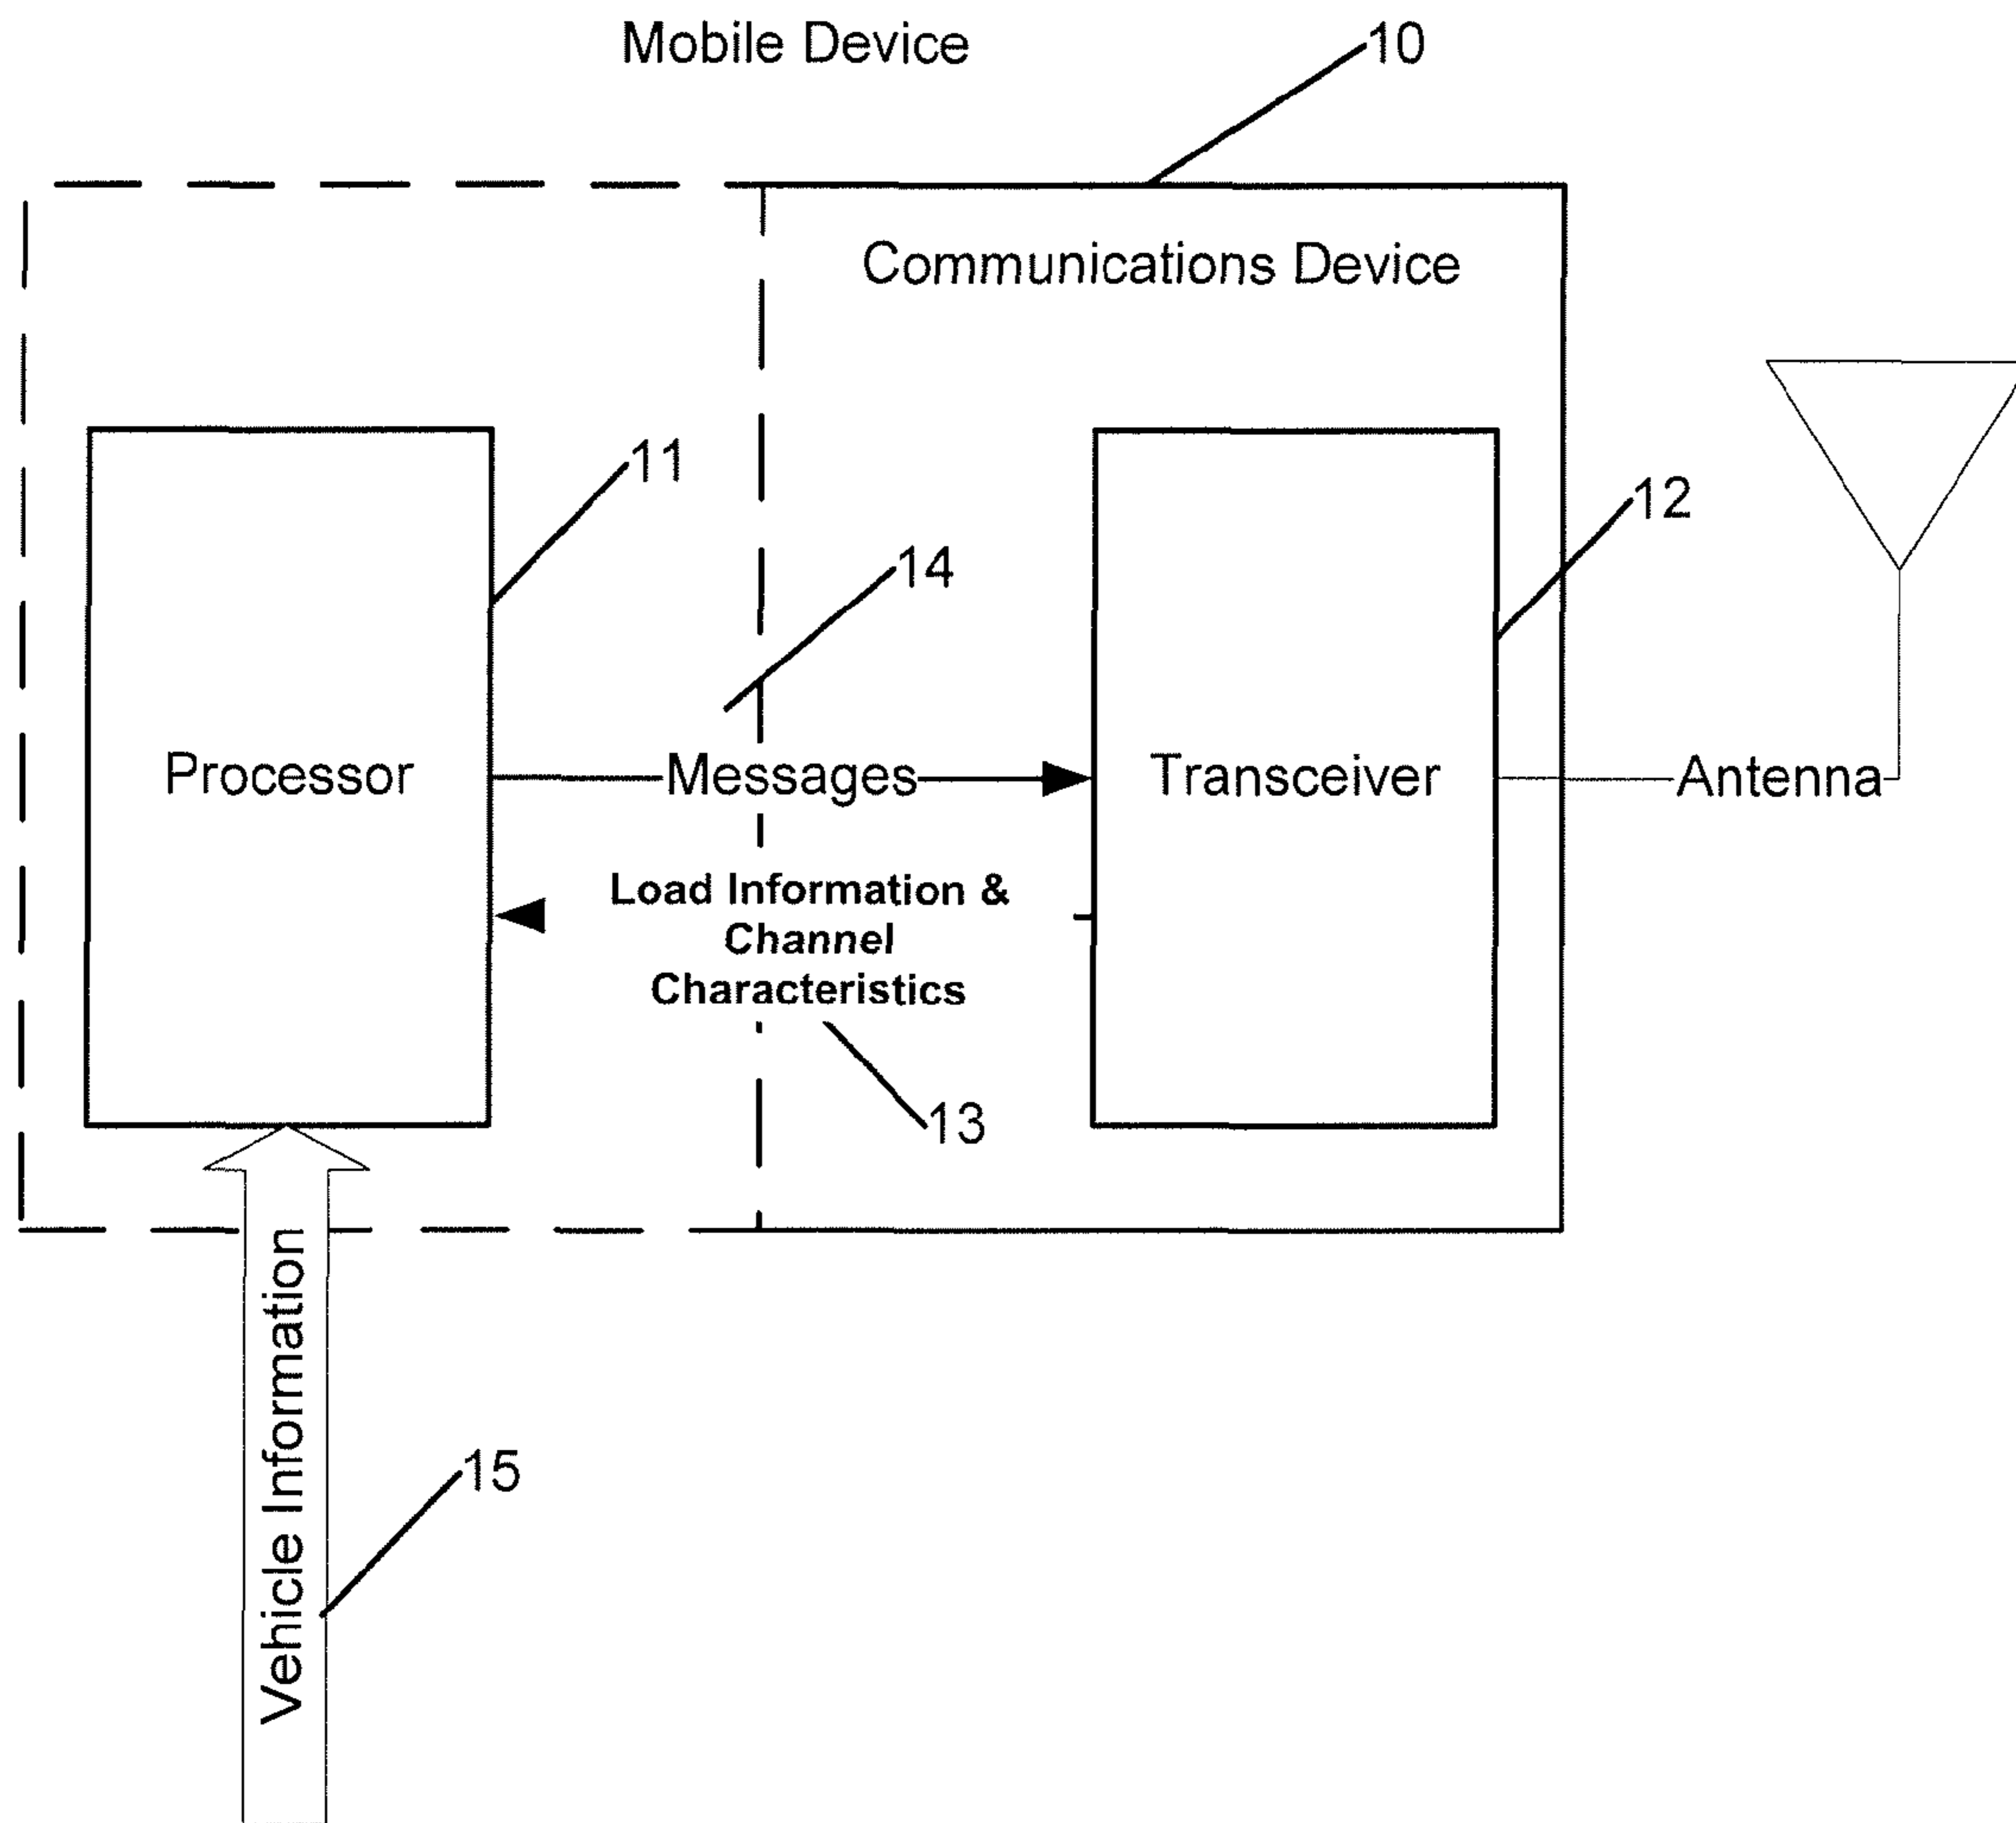 Mobile Device
10
Communications Device
11
12
14
Processor
Messages
Transceiver
Antenna
Load Information &
Channel
Characteristics
13
Vehicle Information
15